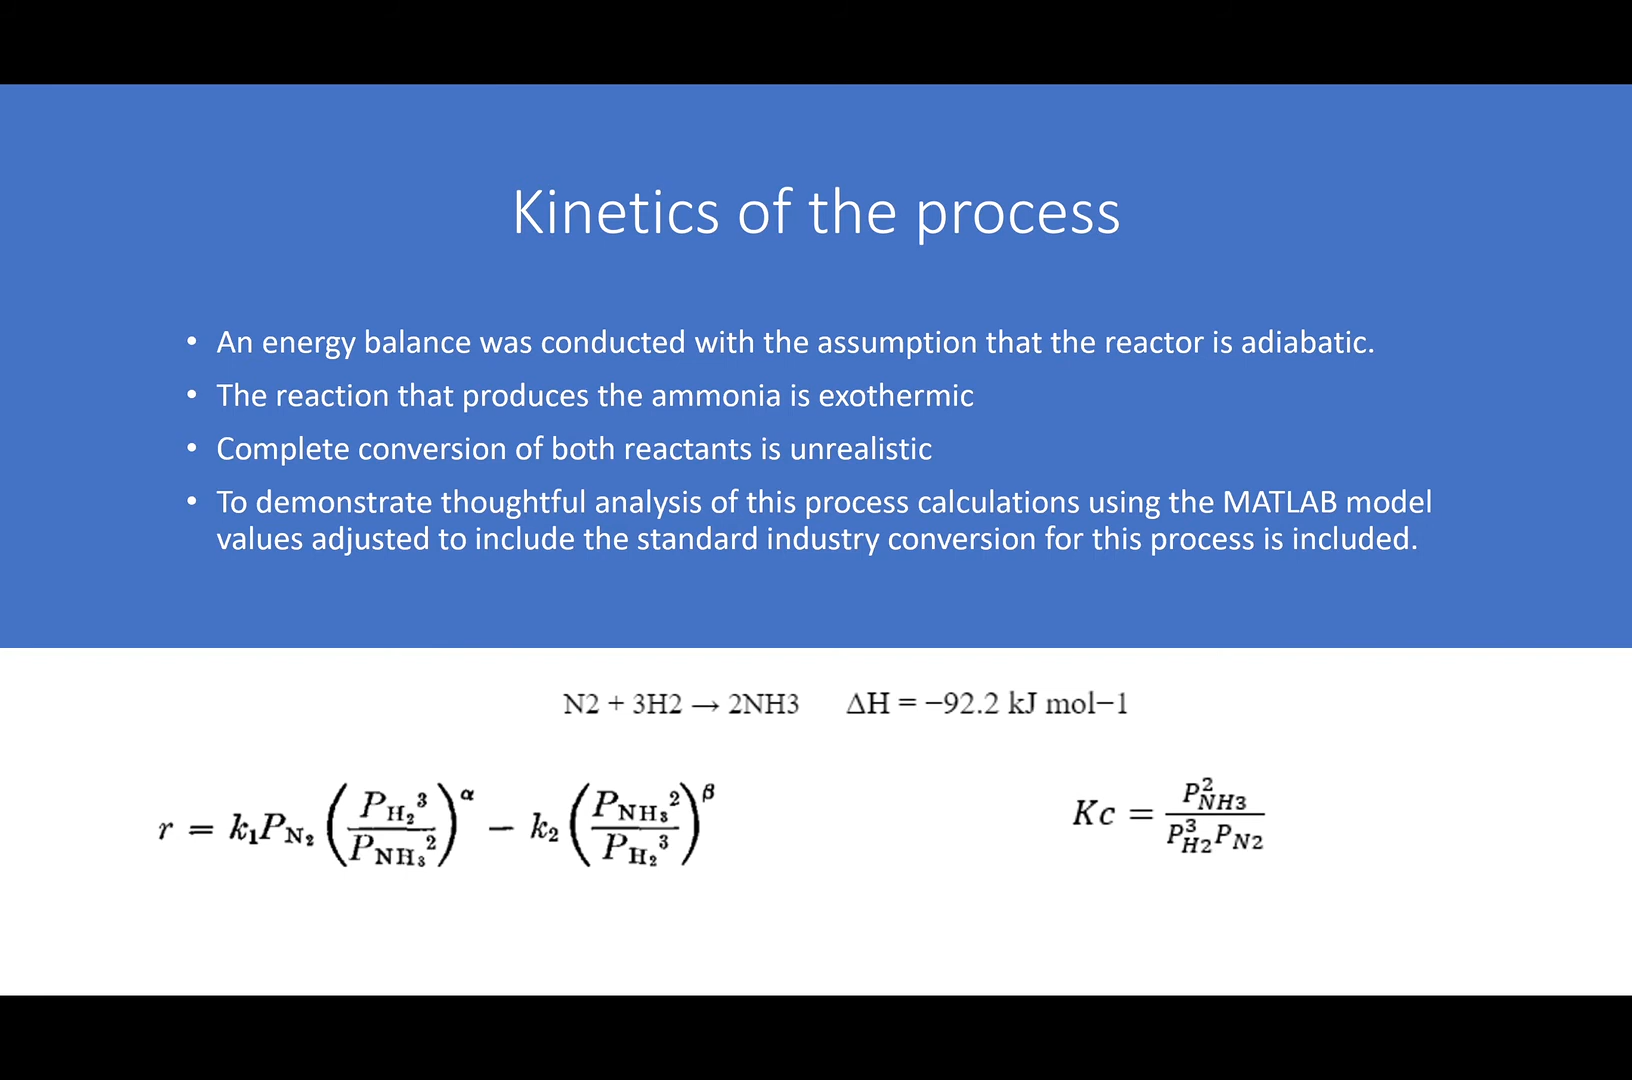 Kinetics of the process
• An energy balance was conducted with the assumption that the reactor is adiabatic.
• The reaction that produces the ammonia is exothermic
• Complete conversion of both reactants is unrealistic
• To demonstrate thoughtful analysis of this process calculations using the MATLAB model
values adjusted to include the standard industry conversion for this process is included.
N2 + 3H2 → 2NH3 ΔH = −92.2 kJ mol−1
r = k₁P_N₂ (P_H₂³ / P_NH₃²)^α − k₂ (P_NH₃² / P_H₂³)^β
Kc = P²_NH3 / P³_H2 P_N2